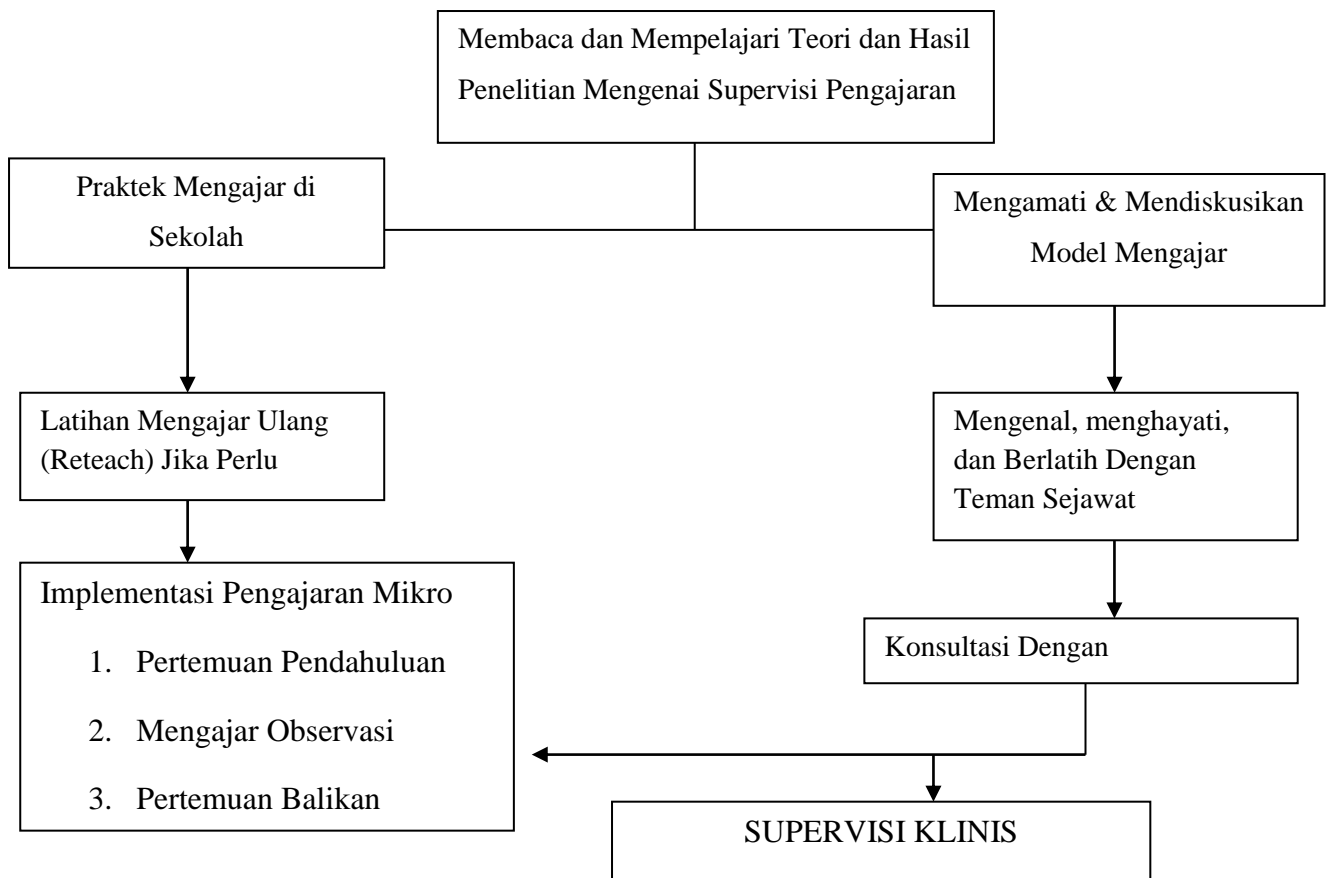 Membaca dan Mempelajari Teori dan Hasil
Penelitian Mengenai Supervisi Pengajaran
Praktek Mengajar di
Sekolah
Mengamati & Mendiskusikan
Model Mengajar
Latihan Mengajar Ulang
(Reteach) Jika Perlu
Mengenal, menghayati,
dan Berlatih Dengan
Teman Sejawat
Implementasi Pengajaran Mikro
1. Pertemuan Pendahuluan
2. Mengajar Observasi
3. Pertemuan Balikan
Konsultasi Dengan
SUPERVISI KLINIS